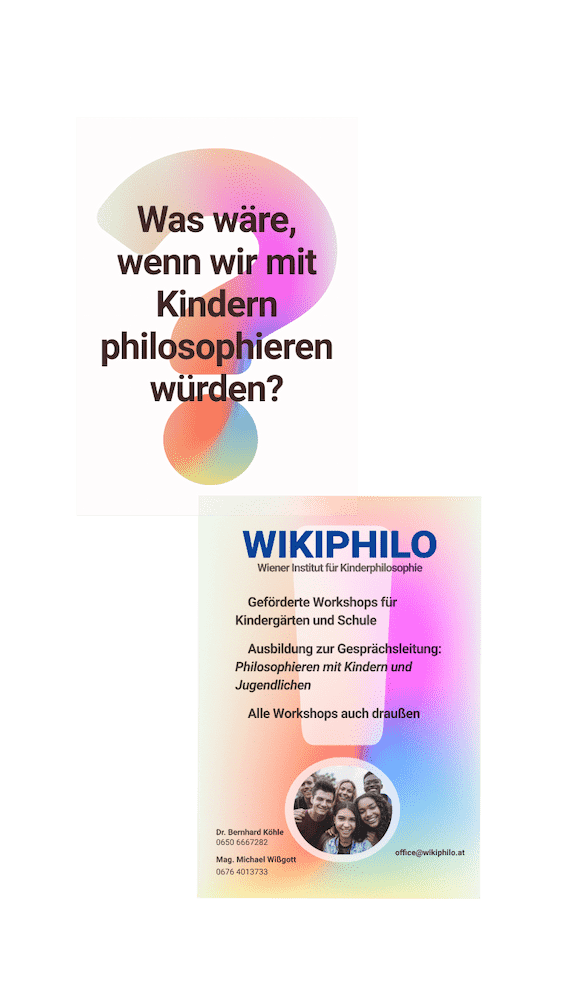 Was wäre,
wenn wir mit
Kindern
philosophieren
würden?
WIKIPHILO
Wiener Institut für Kinderphilosophie
Geförderte Workshops für
Kindergärten und Schule
Ausbildung zur Gesprächsleitung:
Philosophieren mit Kindern und
Jugendlichen
Alle Workshops auch draußen
Dr. Bernhard Köhle
0650 6667282
Mag. Michael Wißgott
0676 4013733
office@wikiphilo.at